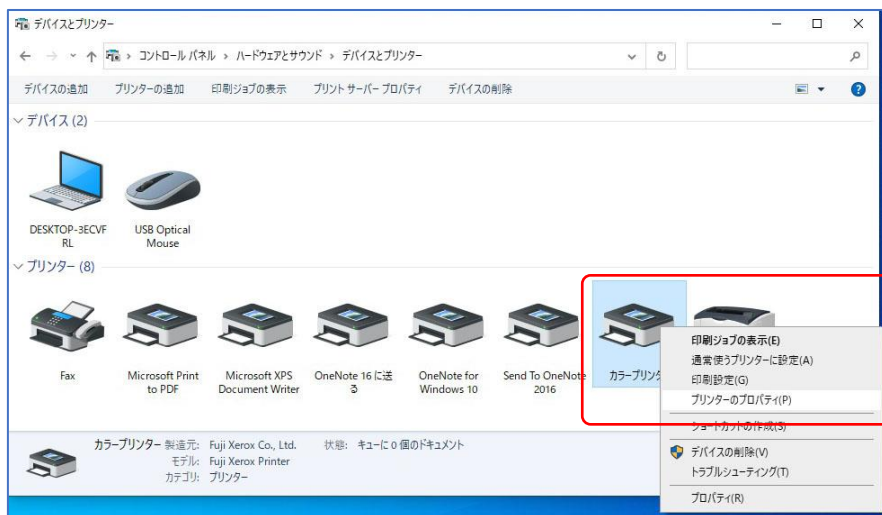 デバイスとプリンター
コントロール パネル › ハードウェアとサウンド › デバイスとプリンター
デバイスの追加 プリンターの追加 印刷ジョブの表示 プリント サーバー プロパティ デバイスの削除
デバイス (2)
DESKTOP-3ECVF
RL
USB Optical
Mouse
プリンター (8)
Fax
Microsoft Print
to PDF
Microsoft XPS
Document Writer
OneNote 16 に送
る
OneNote for
Windows 10
Send To OneNote
2016
カラープリンタ
印刷ジョブの表示(E)
通常使うプリンターに設定(A)
印刷設定(G)
プリンターのプロパティ(P)
ショートカットの作成(S)
デバイスの削除(V)
トラブルシューティング(T)
プロパティ(R)
カラープリンター 製造元: Fuji Xerox Co., Ltd. 状態: キューに 0 個のドキュメント
モデル: Fuji Xerox Printer
カテゴリ: プリンター